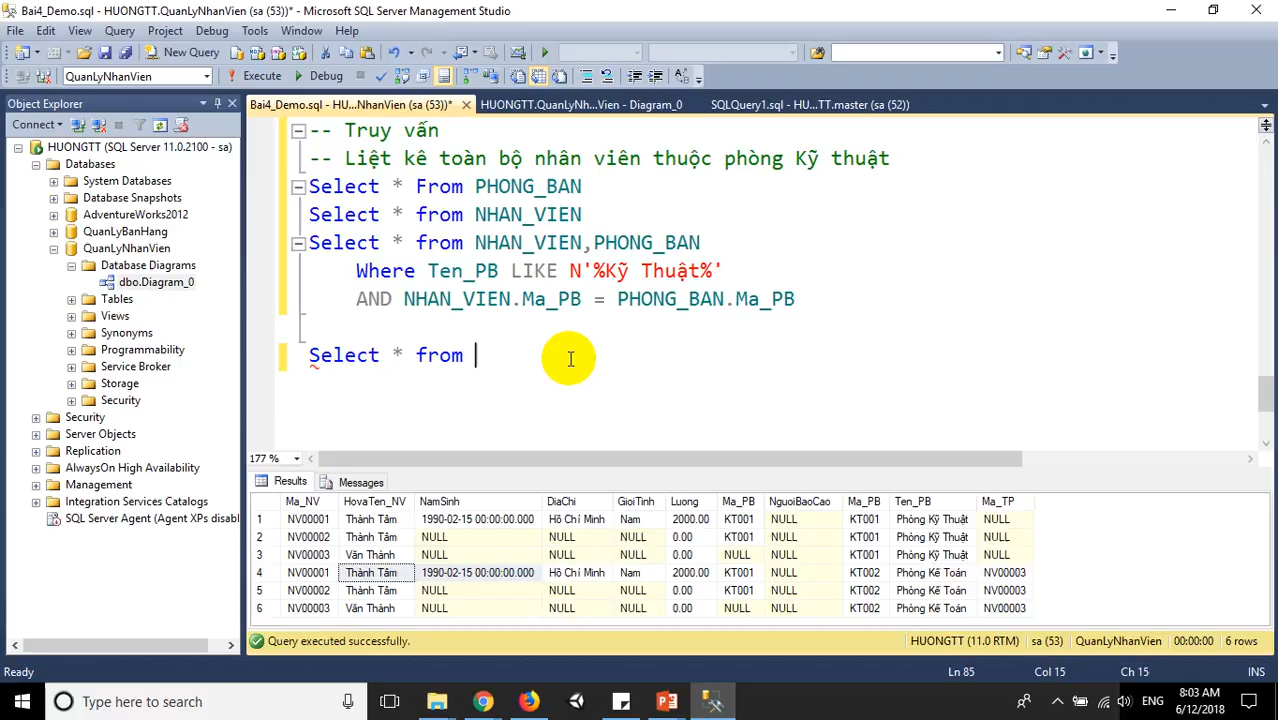 Bai4_Demo.sql - HUONGTT.QuanLyNhanVien (sa (53))* - Microsoft SQL Server Management Studio
File Edit View Query Project Debug Tools Window Help
New Query
QuanLyNhanVien Execute Debug
Object Explorer
Bai4_Demo.sql - HU...NhanVien (sa (53))* HUONGTT.QuanLyNh...Vien - Diagram_0 SQLQuery1.sql - HU...TT.master (sa (52))
Connect
HUONGTT (SQL Server 11.0.2100 - sa)
Databases
System Databases
Database Snapshots
AdventureWorks2012
QuanLyBanHang
QuanLyNhanVien
Database Diagrams
dbo.Diagram_0
Tables
Views
Synonyms
Programmability
Service Broker
Storage
Security
Security
Server Objects
Replication
AlwaysOn High Availability
Management
Integration Services Catalogs
SQL Server Agent (Agent XPs disabl
-- Truy vấn
-- Liệt kê toàn bộ nhân viên thuộc phòng Kỹ thuật
Select * From PHONG_BAN
Select * from NHAN_VIEN
Select * from NHAN_VIEN,PHONG_BAN
Where Ten_PB LIKE N'%Kỹ Thuật%'
AND NHAN_VIEN.Ma_PB = PHONG_BAN.Ma_PB
Select * from
177 %
Results Messages
Ma_NV HovaTen_NV NamSinh DiaChi GioiTinh Luong Ma_PB NguoiBaoCao Ma_PB Ten_PB Ma_TP
1 NV00001 Thành Tâm 1990-02-15 00:00:00.000 Hồ Chí Minh Nam 2000.00 KT001 NULL KT001 Phòng Kỹ Thuật NULL
2 NV00002 Thành Tâm NULL NULL NULL 0.00 KT001 NULL KT001 Phòng Kỹ Thuật NULL
3 NV00003 Văn Thành NULL NULL NULL 0.00 NULL NULL KT001 Phòng Kỹ Thuật NULL
4 NV00001 Thành Tâm 1990-02-15 00:00:00.000 Hồ Chí Minh Nam 2000.00 KT001 NULL KT002 Phòng Kế Toán NV00003
5 NV00002 Thành Tâm NULL NULL NULL 0.00 KT001 NULL KT002 Phòng Kế Toán NV00003
6 NV00003 Văn Thành NULL NULL NULL 0.00 NULL NULL KT002 Phòng Kế Toán NV00003
Query executed successfully. HUONGTT (11.0 RTM) sa (53) QuanLyNhanVien 00:00:00 6 rows
Ready Ln 85 Col 15 Ch 15 INS
Type here to search ENG 8:03 AM
6/12/2018